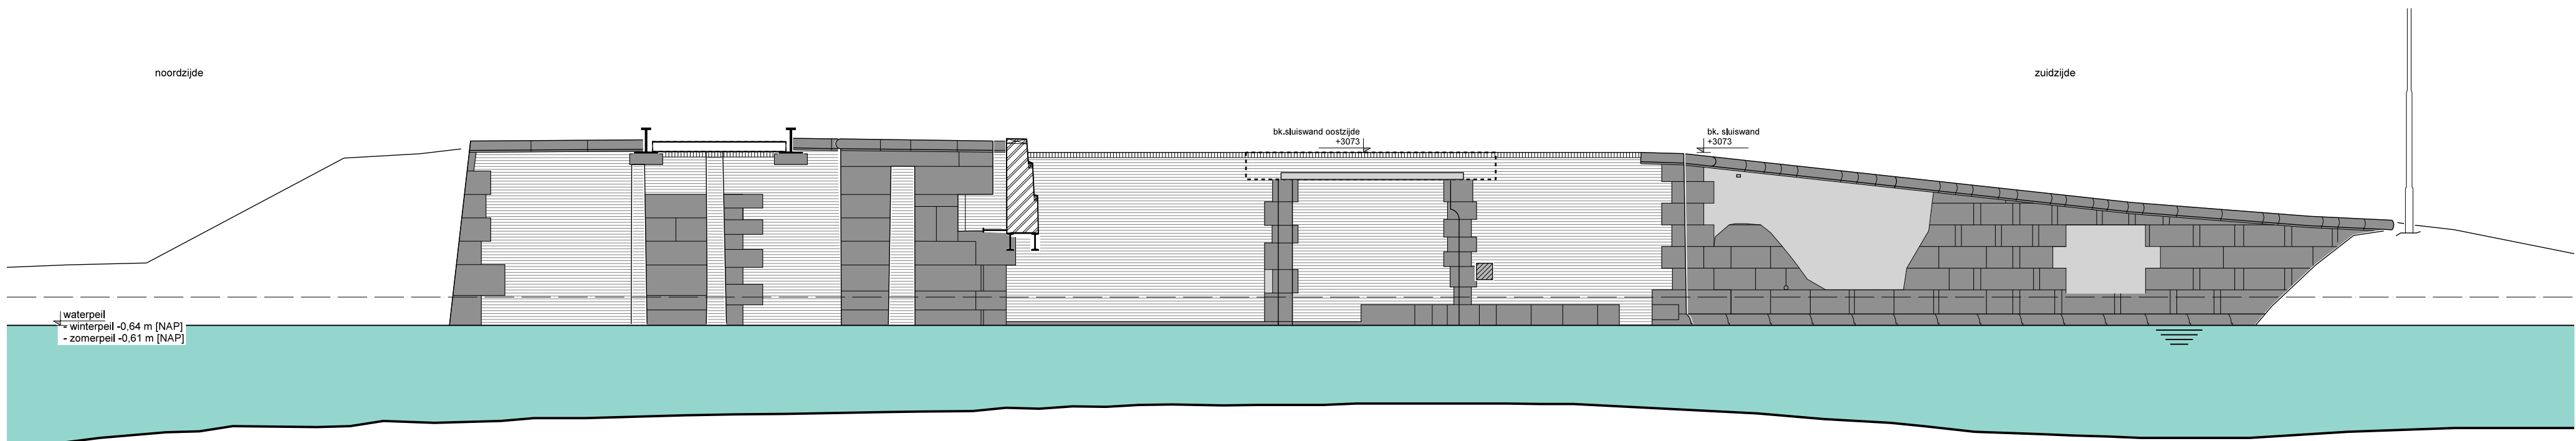 noordzijde
zuidzijde
bk.sluiswand oostzijde
+3073
bk. sluiswand
+3073
waterpeil
- winterpeil -0,64 m [NAP]
- zomerpeil -0,61 m [NAP]